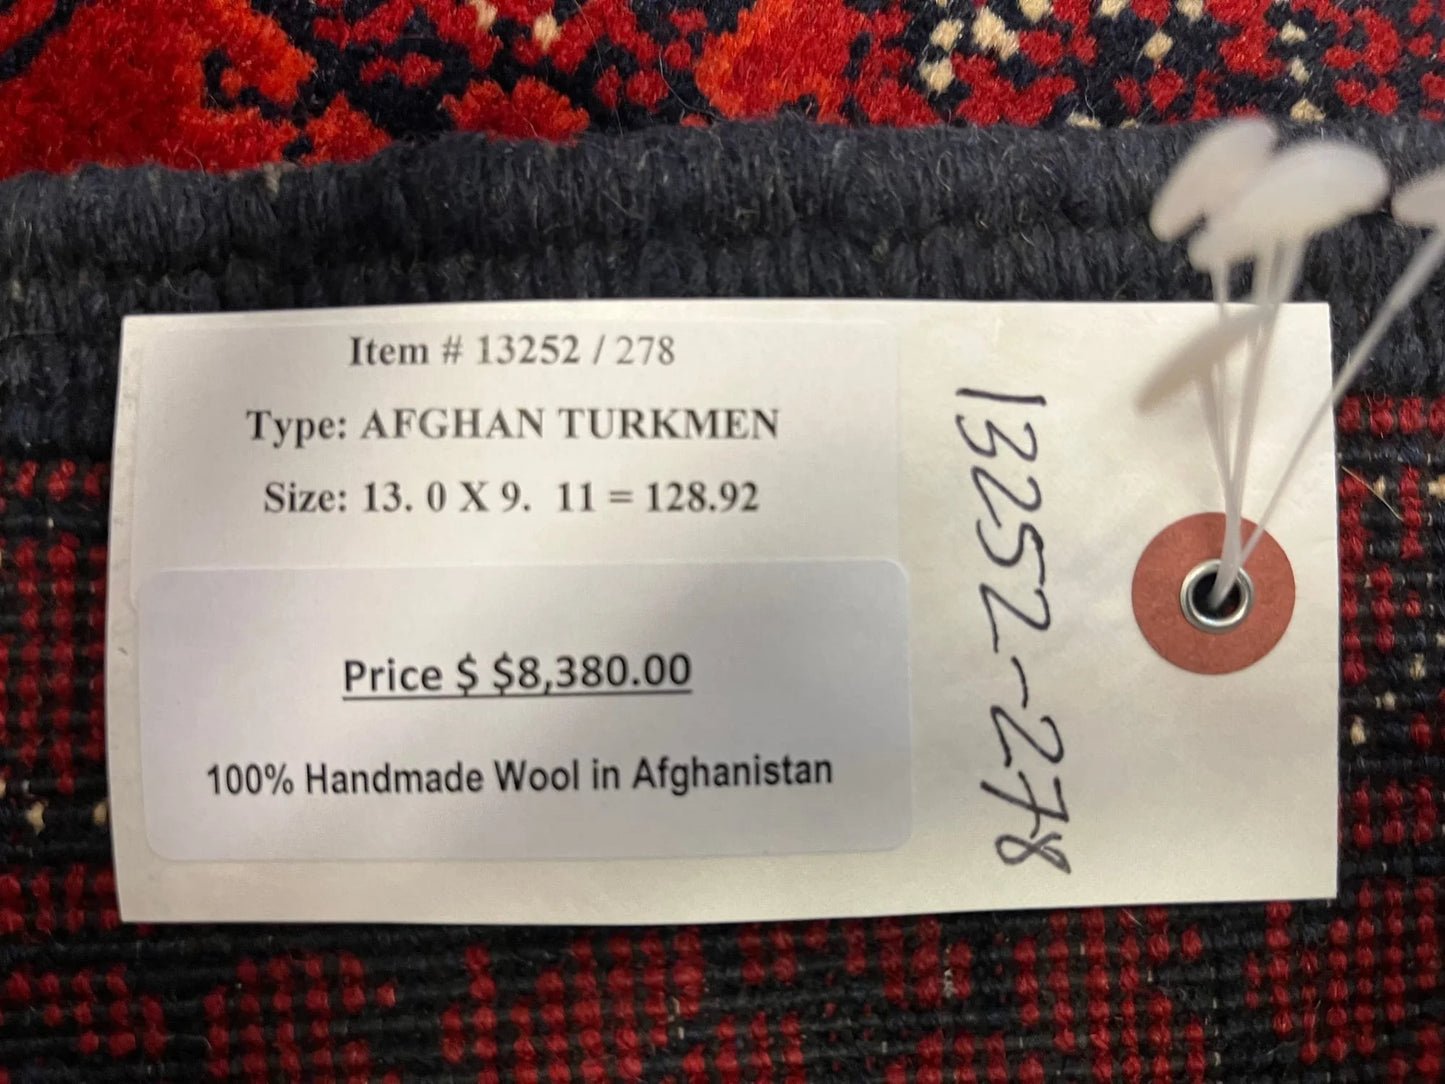 Item # 13252 / 278
Type: AFGHAN TURKMEN
Size: 13. 0 X 9.  11 = 128.92
Price $ $8,380.00
100% Handmade Wool in Afghanistan
13252-278